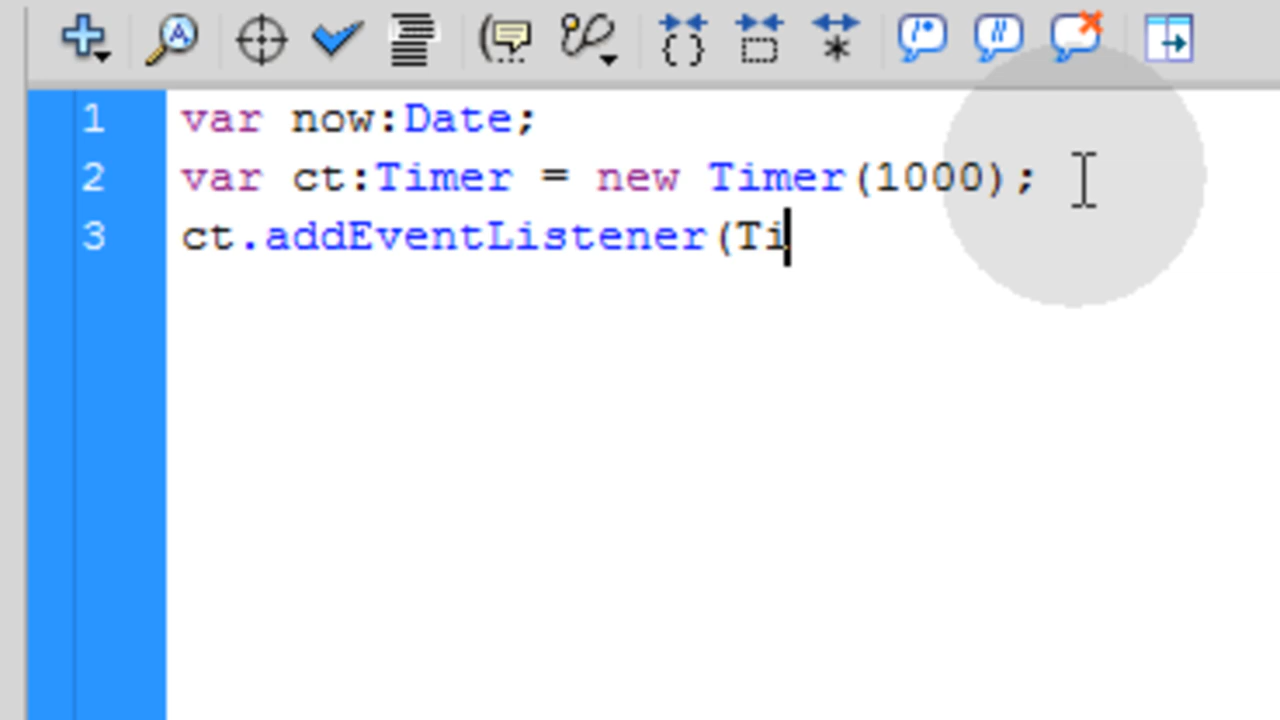 1 var now:Date;
2 var ct:Timer = new Timer(1000);
3 ct.addEventListener(Ti